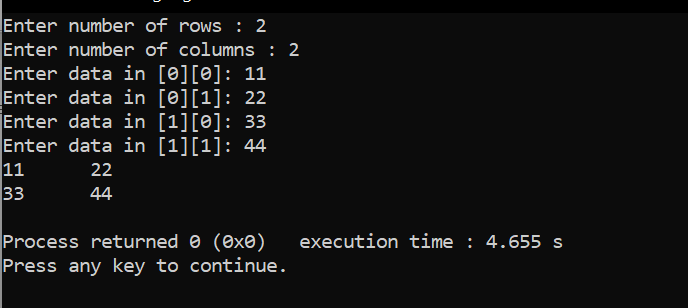 Enter number of rows : 2
Enter number of columns : 2
Enter data in [0][0]: 11
Enter data in [0][1]: 22
Enter data in [1][0]: 33
Enter data in [1][1]: 44
11      22
33      44
Process returned 0 (0x0)   execution time : 4.655 s
Press any key to continue.